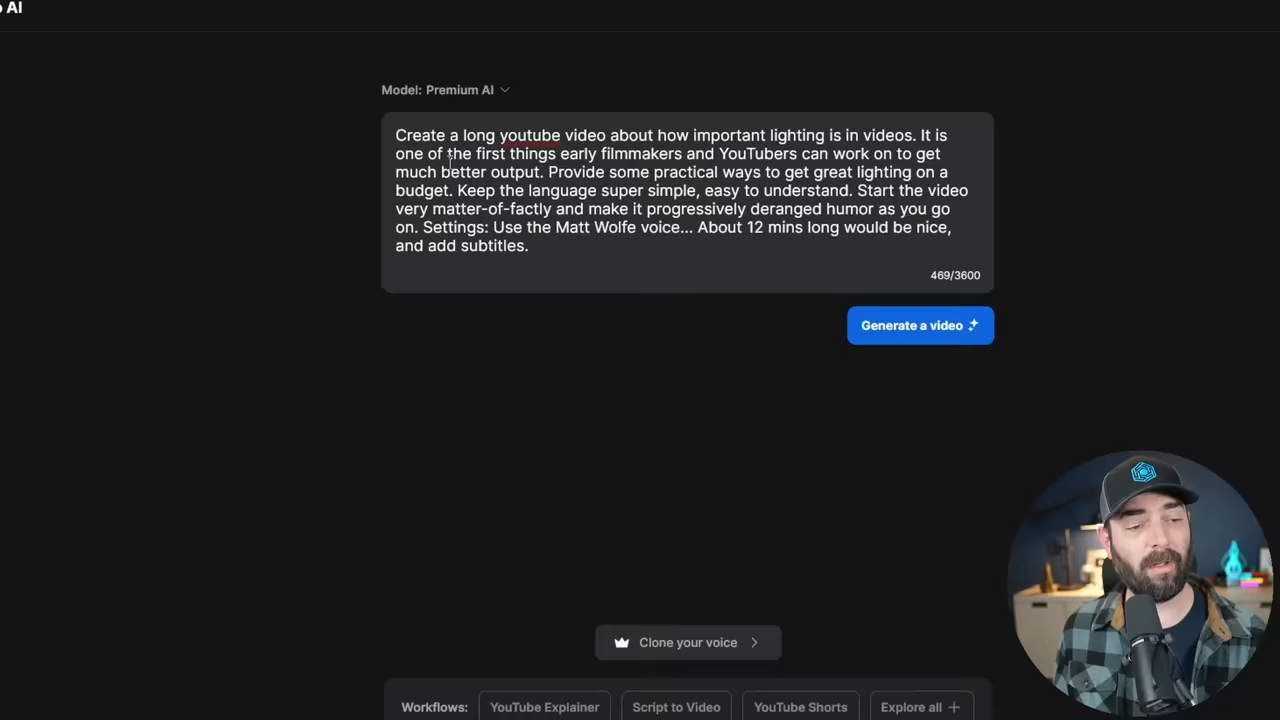 o AI
Model: Premium AI
Create a long youtube video about how important lighting is in videos. It is
one of the first things early filmmakers and YouTubers can work on to get
much better output. Provide some practical ways to get great lighting on a
budget. Keep the language super simple, easy to understand. Start the video
very matter-of-factly and make it progressively deranged humor as you go
on. Settings: Use the Matt Wolfe voice... About 12 mins long would be nice,
and add subtitles.
469/3600
Generate a video
Clone your voice
Workflows: YouTube Explainer Script to Video YouTube Shorts Explore all +